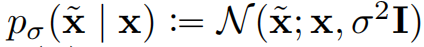 p_σ(x̃ | x) := 𝒩(x̃; x, σ²I)